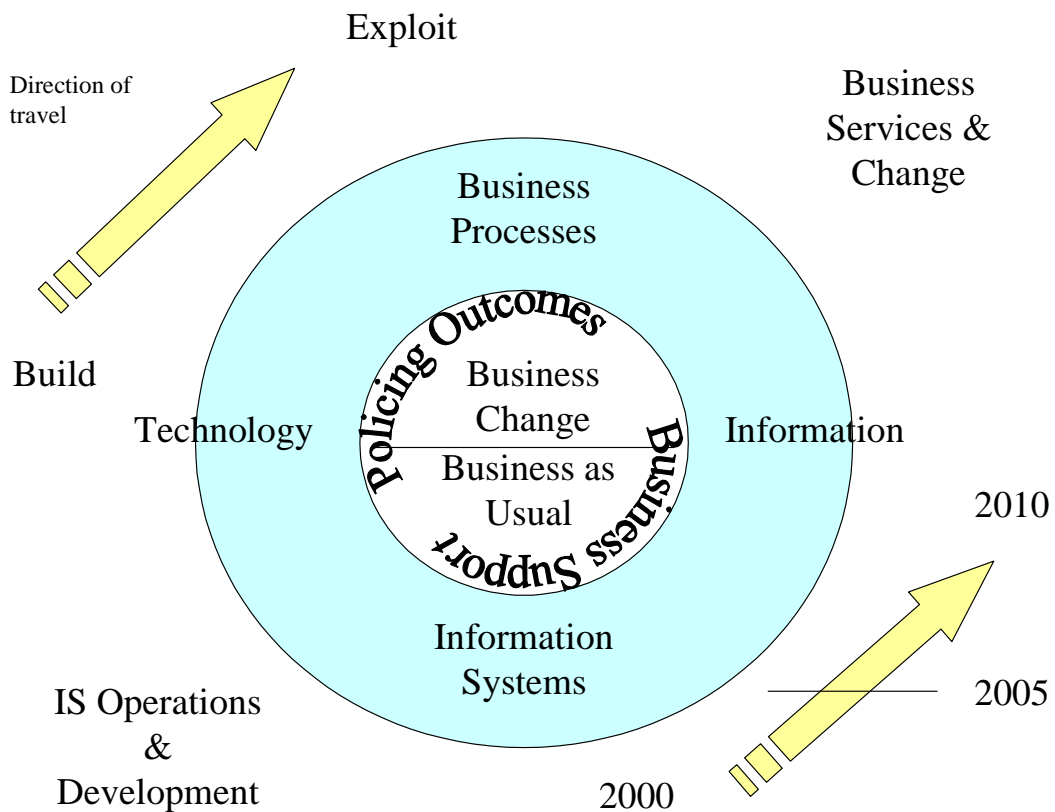 Exploit
Direction of
travel
Business
Services &
Change
Business
Processes
Policing Outcomes
Build
Business
Change
Technology
Information
Business as
Usual
Business Support
2010
Information
Systems
IS Operations
&
Development
2005
2000